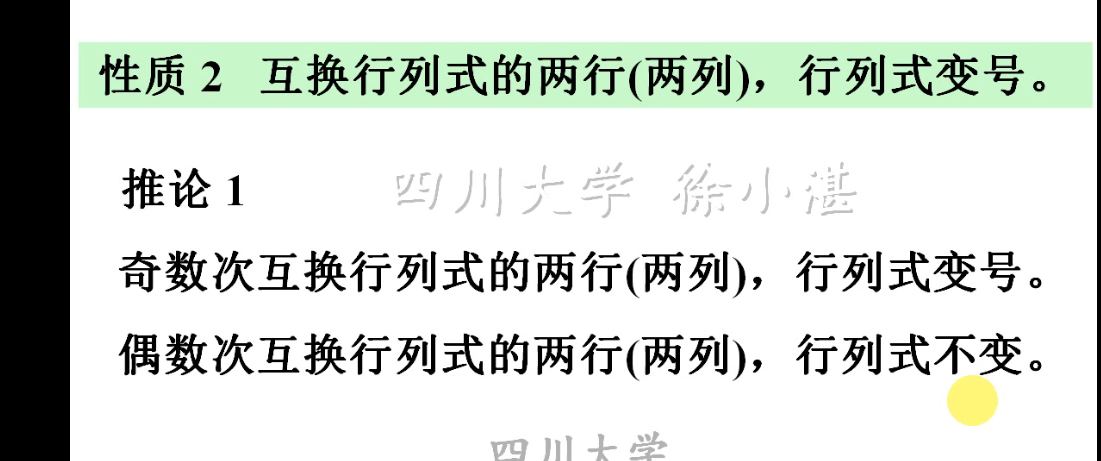 性质 2 互换行列式的两行(两列)，行列式变号。
推论 1
四川大学 徐小湛
奇数次互换行列式的两行(两列)，行列式变号。
偶数次互换行列式的两行(两列)，行列式不变。
四川大学